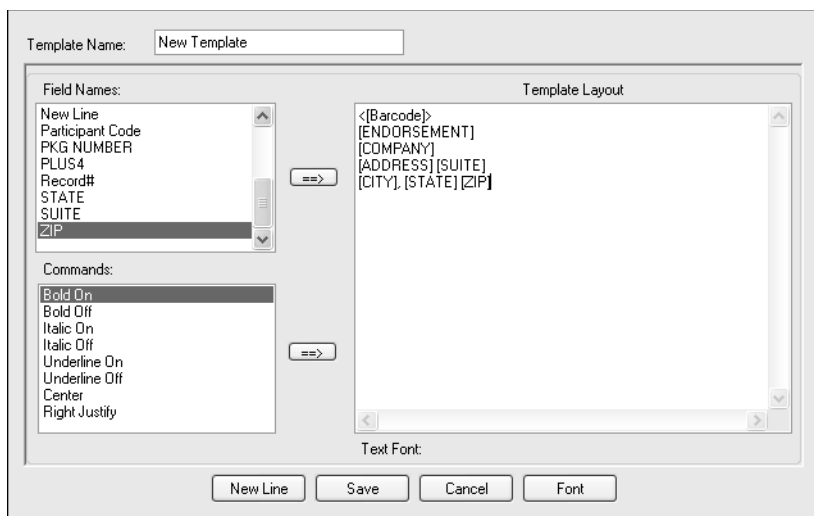 Template Name: New Template
Field Names:
New Line
Participant Code
PKG NUMBER
PLUS4
Record#
STATE
SUITE
ZIP
==>
Commands:
Bold On
Bold Off
Italic On
Italic Off
Underline On
Underline Off
Center
Right Justify
==>
Template Layout
<[Barcode]>
[ENDORSEMENT]
[COMPANY]
[ADDRESS] [SUITE]
[CITY], [STATE] [ZIP]
Text Font:
New Line Save Cancel Font